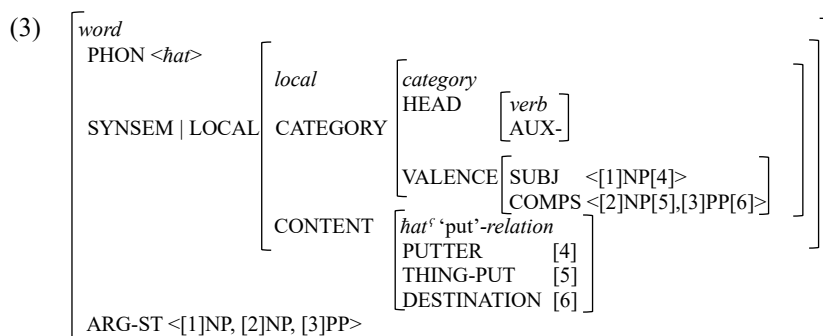 (3)
word
PHON <ħat>
local
category
HEAD
verb
SYNSEM | LOCAL CATEGORY
AUX-
VALENCE SUBJ <[1]NP[4]>
COMPS <[2]NP[5],[3]PP[6]>
CONTENT ħatˤ ‘put’-relation
PUTTER [4]
THING-PUT [5]
DESTINATION [6]
ARG-ST <[1]NP, [2]NP, [3]PP>